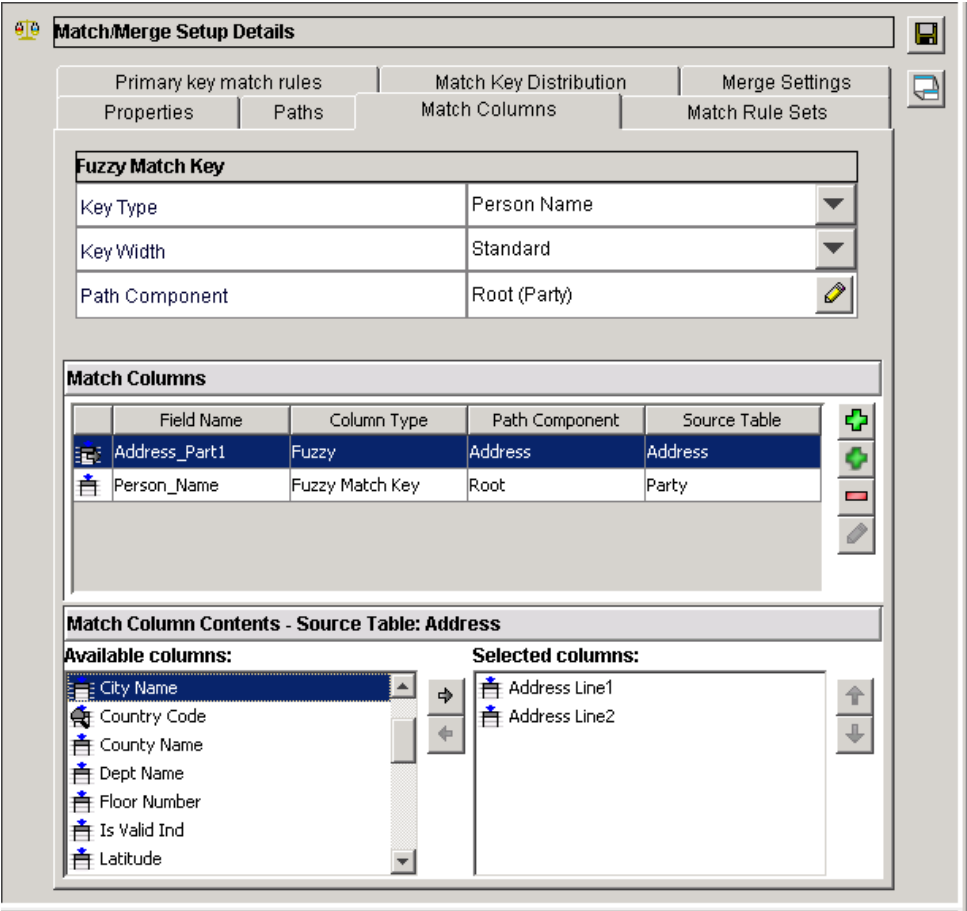 Match/Merge Setup Details
Primary key match rules Match Key Distribution Merge Settings
Properties Paths Match Columns Match Rule Sets
Fuzzy Match Key
Key Type Person Name
Key Width Standard
Path Component Root (Party)
Match Columns
Field Name Column Type Path Component Source Table
Address_Part1 Fuzzy Address Address
Person_Name Fuzzy Match Key Root Party
Match Column Contents - Source Table: Address
Available columns: Selected columns:
City Name Address Line1
Country Code Address Line2
County Name
Dept Name
Floor Number
Is Valid Ind
Latitude